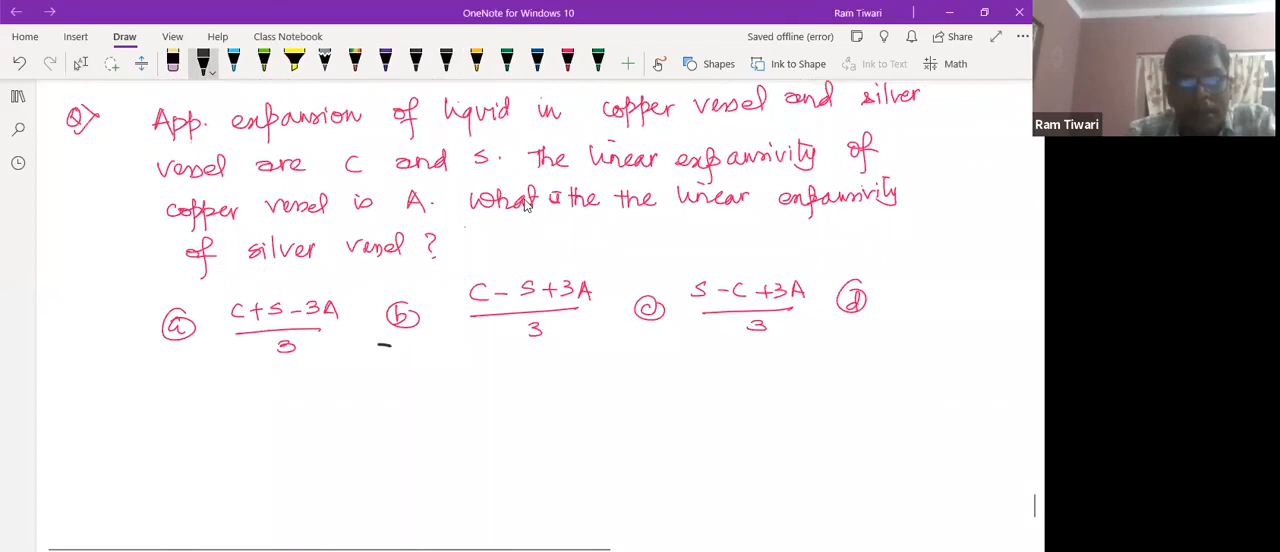 OneNote for Windows 10
Ram Tiwari
Home Insert Draw View Help Class Notebook
Saved offline (error)
Share
Shapes
Ink to Shape
Ink to Text
Math
Ram Tiwari
Q> App. expansion of liquid in copper vessel and silver
vessel are C and S. The linear expansivity of
copper vessel is A. What is the the linear expansivity
of silver vessel ?
(a) C+S-3A/3 (b) C-S+3A/3 (c) S-C+3A/3 (d)